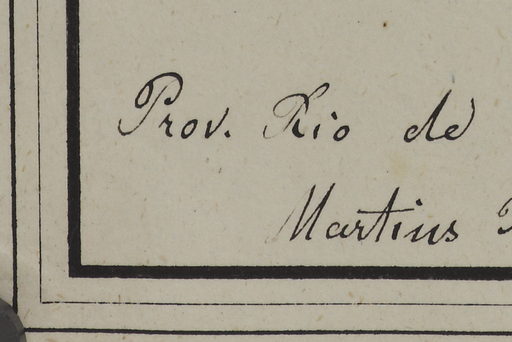 Prov. Rio de
Martius